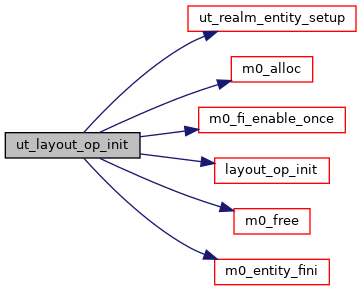 ut_realm_entity_setup
m0_alloc
m0_fi_enable_once
ut_layout_op_init
layout_op_init
m0_free
m0_entity_fini